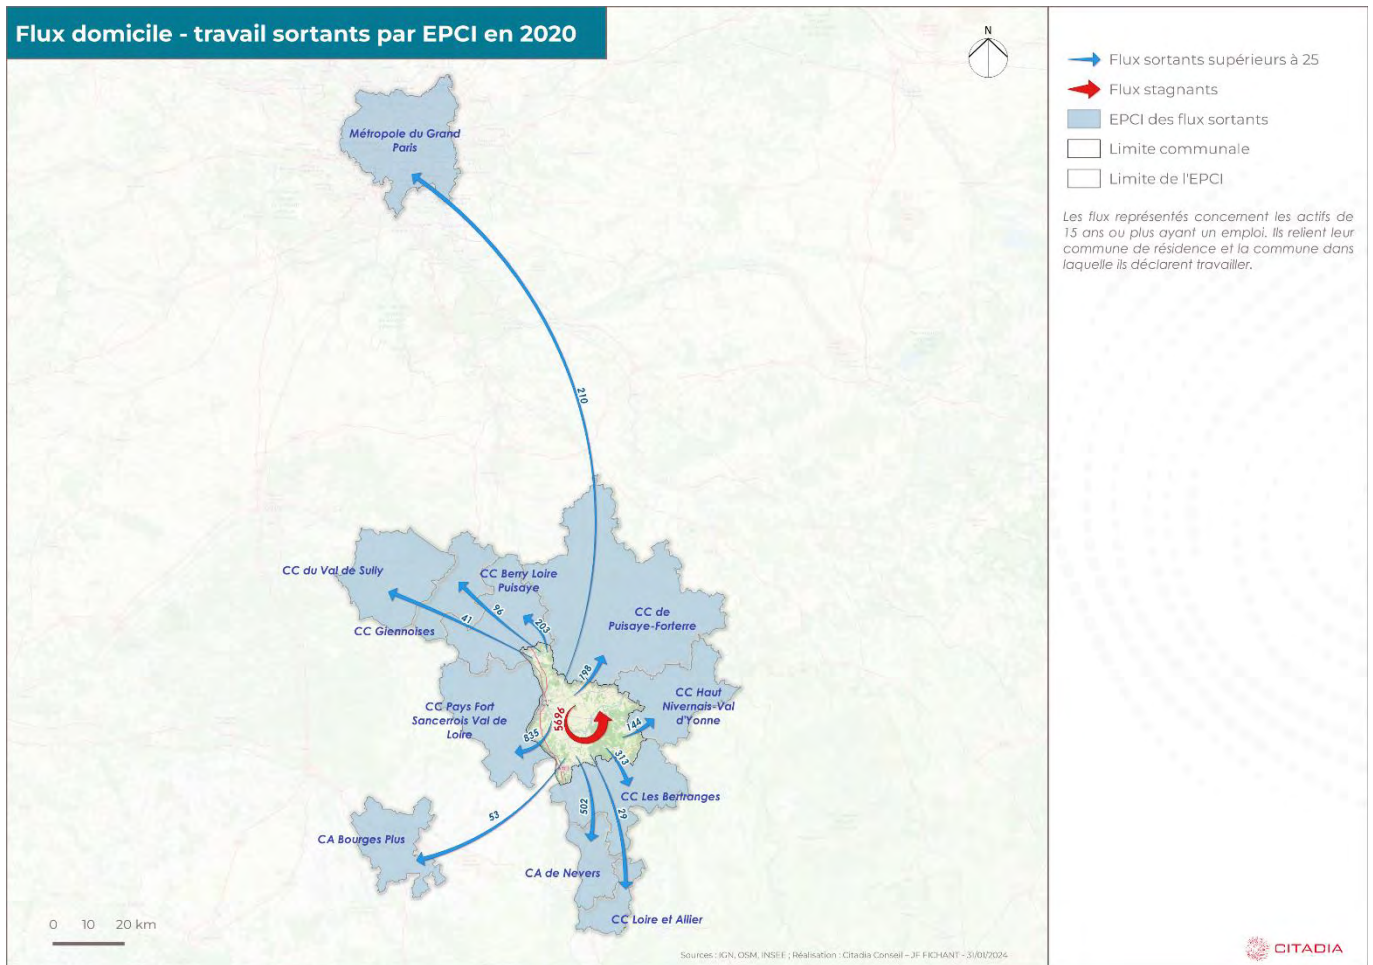 Flux domicile - travail sortants par EPCI en 2020
N
Flux sortants supérieurs à 25
Flux stagnants
EPCI des flux sortants
Limite communale
Limite de l'EPCI
Les flux représentés concernent les actifs de
15 ans ou plus ayant un emploi. Ils relient leur
commune de résidence et la commune dans
laquelle ils déclarent travailler.
Métropole du Grand
Paris
210
CC du Val de Sully
CC Berry Loire
Puisaye
96
41
203
CC Giennoises
CC de
Puisaye-Forterre
198
CC Pays Fort
Sancerrois Val de
Loire
835
5696
CC Haut
Nivernais-Val
d'Yonne
144
313
CC Les Bertranges
53
502
29
CA Bourges Plus
CA de Nevers
CC Loire et Allier
0 10 20 km
Sources : IGN, OSM, INSEE ; Réalisation : Citadia Conseil - JF FICHANT - 31/01/2024
CITADIA